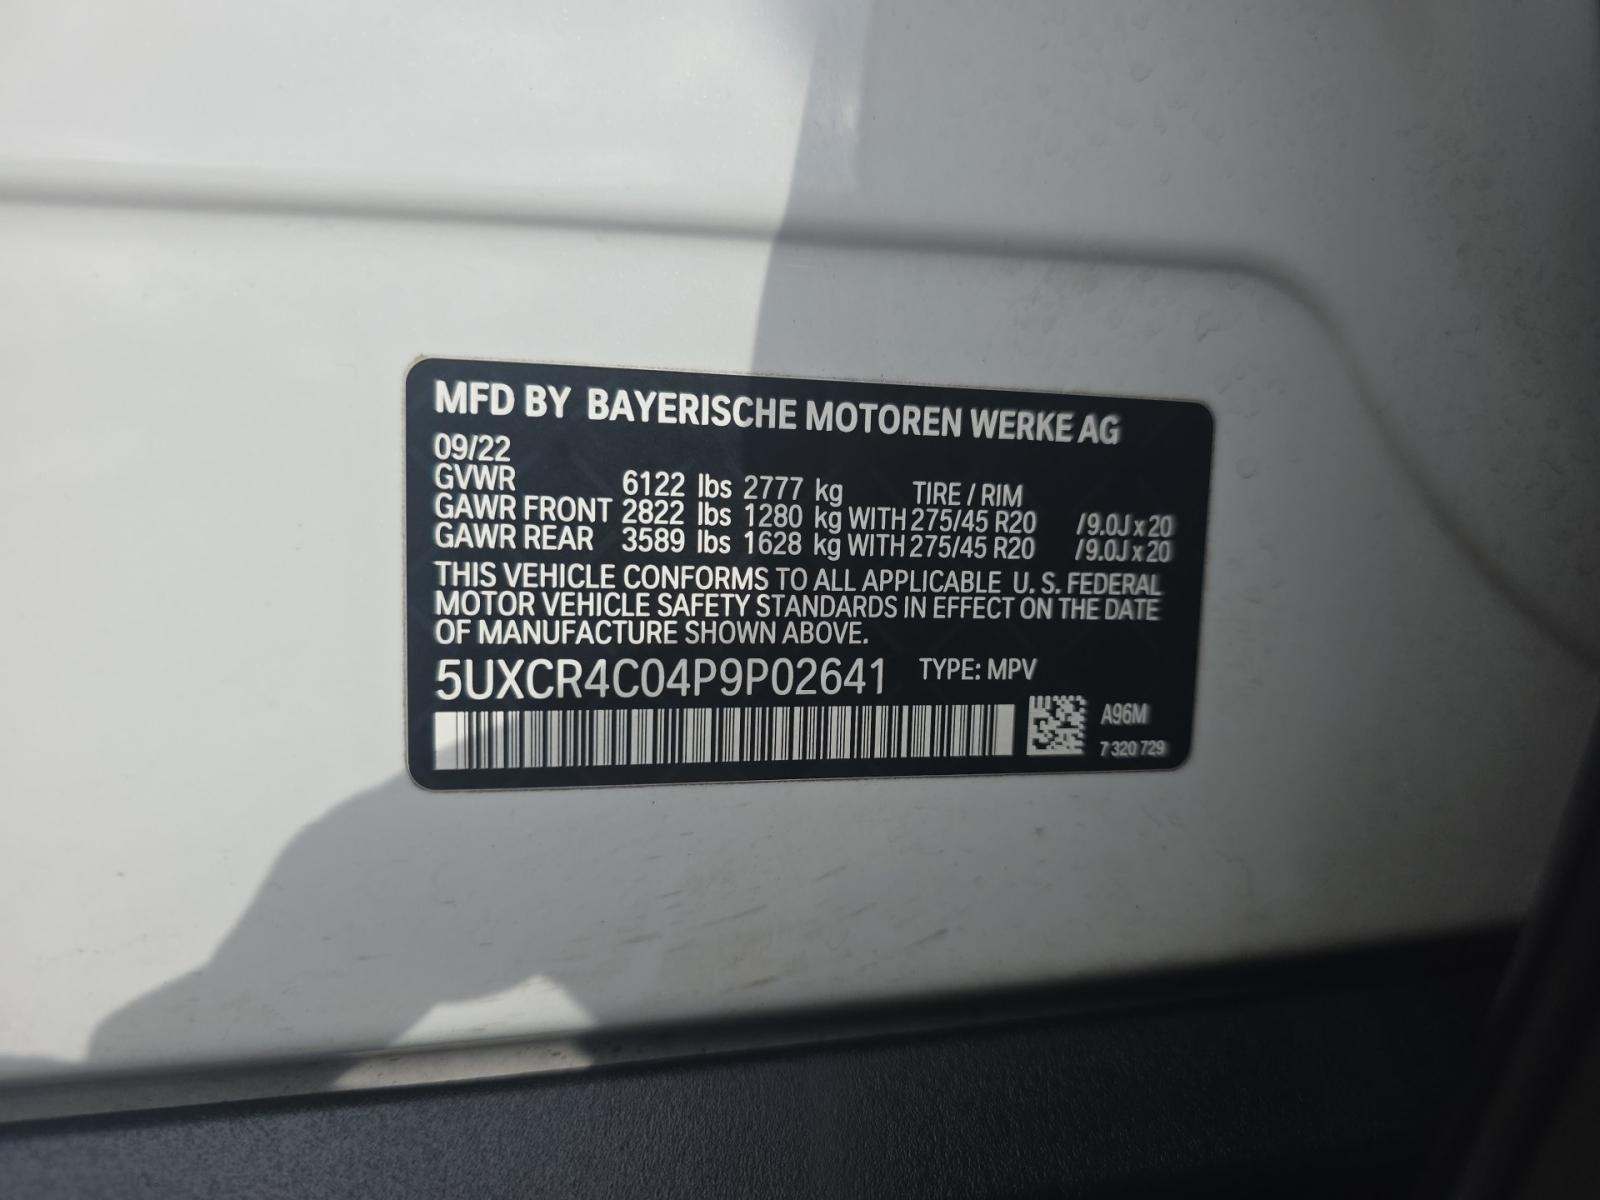 MFD BY BAYERISCHE MOTOREN WERKE AG
09/22
GVWR 6122 lbs 2777 kg TIRE / RIM
GAWR FRONT 2822 lbs 1280 kg WITH 275/45 R20 /9.0J x 20
GAWR REAR 3589 lbs 1628 kg WITH 275/45 R20 /9.0J x 20
THIS VEHICLE CONFORMS TO ALL APPLICABLE U. S. FEDERAL
MOTOR VEHICLE SAFETY STANDARDS IN EFFECT ON THE DATE
OF MANUFACTURE SHOWN ABOVE.
5UXCR4C04P9P02641 TYPE: MPV
A96M
7 320 729